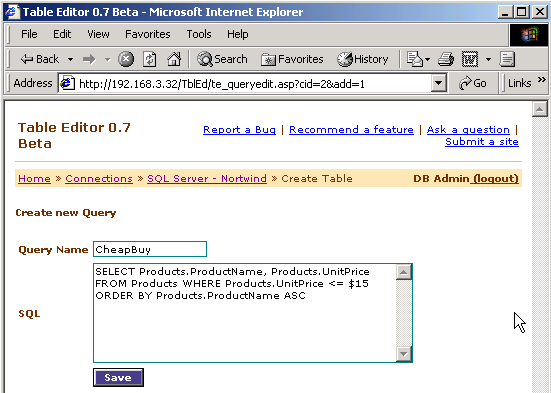 Table Editor 0.7 Beta - Microsoft Internet Explorer
File Edit View Favorites Tools Help
Back Search Favorites History
Address http://192.168.3.32/TblEd/te_queryedit.asp?cid=2&add=1 Go Links »
Table Editor 0.7
Beta
Report a Bug | Recommend a feature | Ask a question |
Submit a site
Home » Connections » SQL Server - Nortwind » Create Table DB Admin (logout)
Create new Query
Query Name CheapBuy
SQL
SELECT Products.ProductName, Products.UnitPrice
FROM Products WHERE Products.UnitPrice <= $15
ORDER BY Products.ProductName ASC
Save